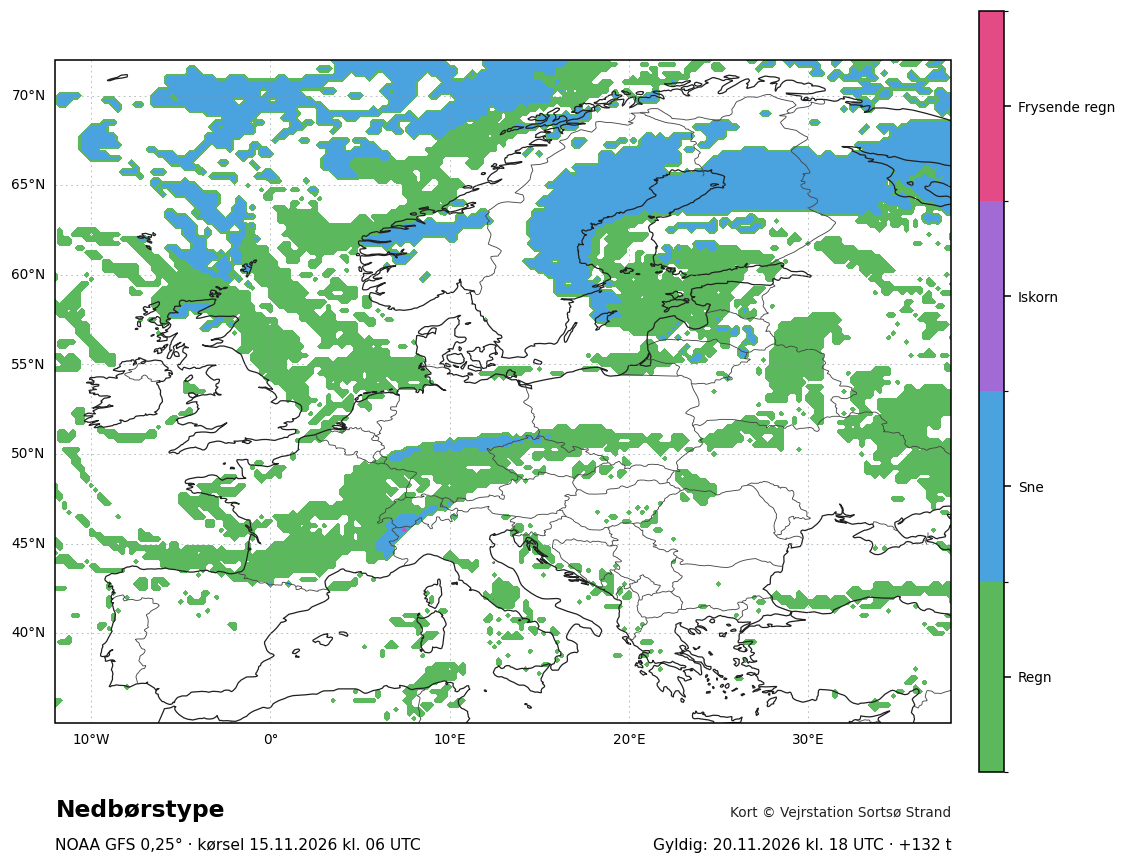 70°N
65°N
60°N
55°N
50°N
45°N
40°N
10°W
0°
10°E
20°E
30°E
Frysende regn
Iskorn
Sne
Regn
Nedbørstype
Kort © Vejrstation Sortsø Strand
NOAA GFS 0,25° · kørsel 15.11.2026 kl. 06 UTC
Gyldig: 20.11.2026 kl. 18 UTC · +132 t